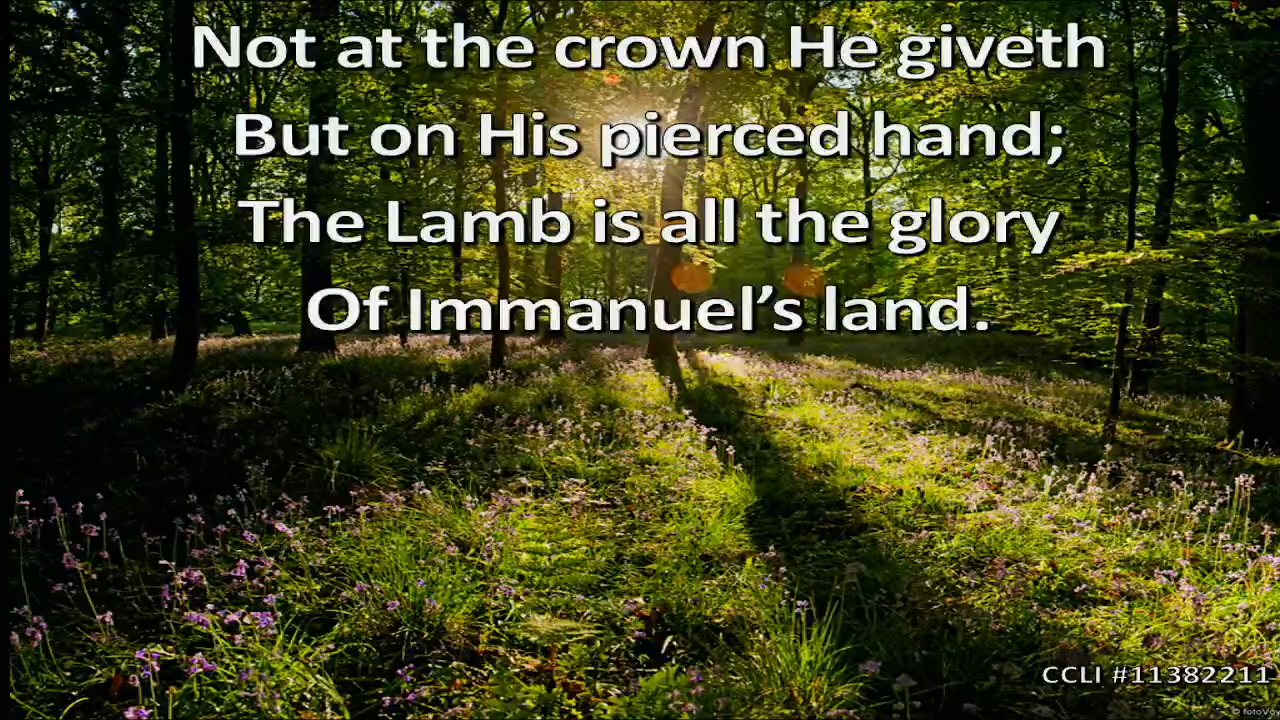 Not at the crown He giveth
But on His pierced hand;
The Lamb is all the glory
Of Immanuel’s land.
CCLI #11382211